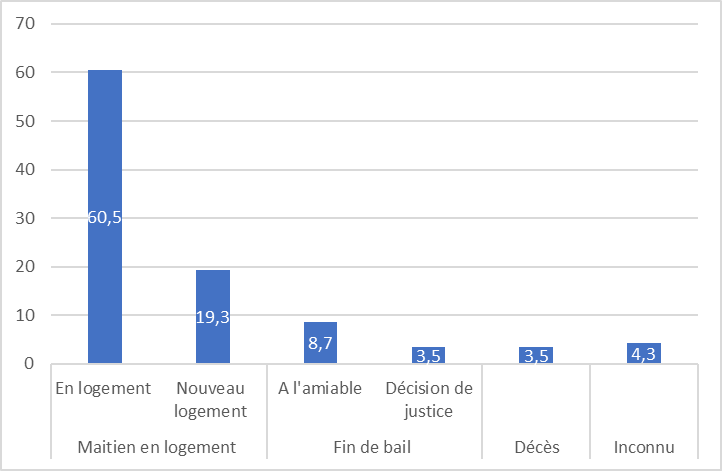 70
60
50
40
30
20
10
0
60,5
19,3
8,7
3,5
3,5
4,3
En logement
Nouveau
logement
A l'amiable
Décision de
justice
Maitien en logement
Fin de bail
Décès
Inconnu